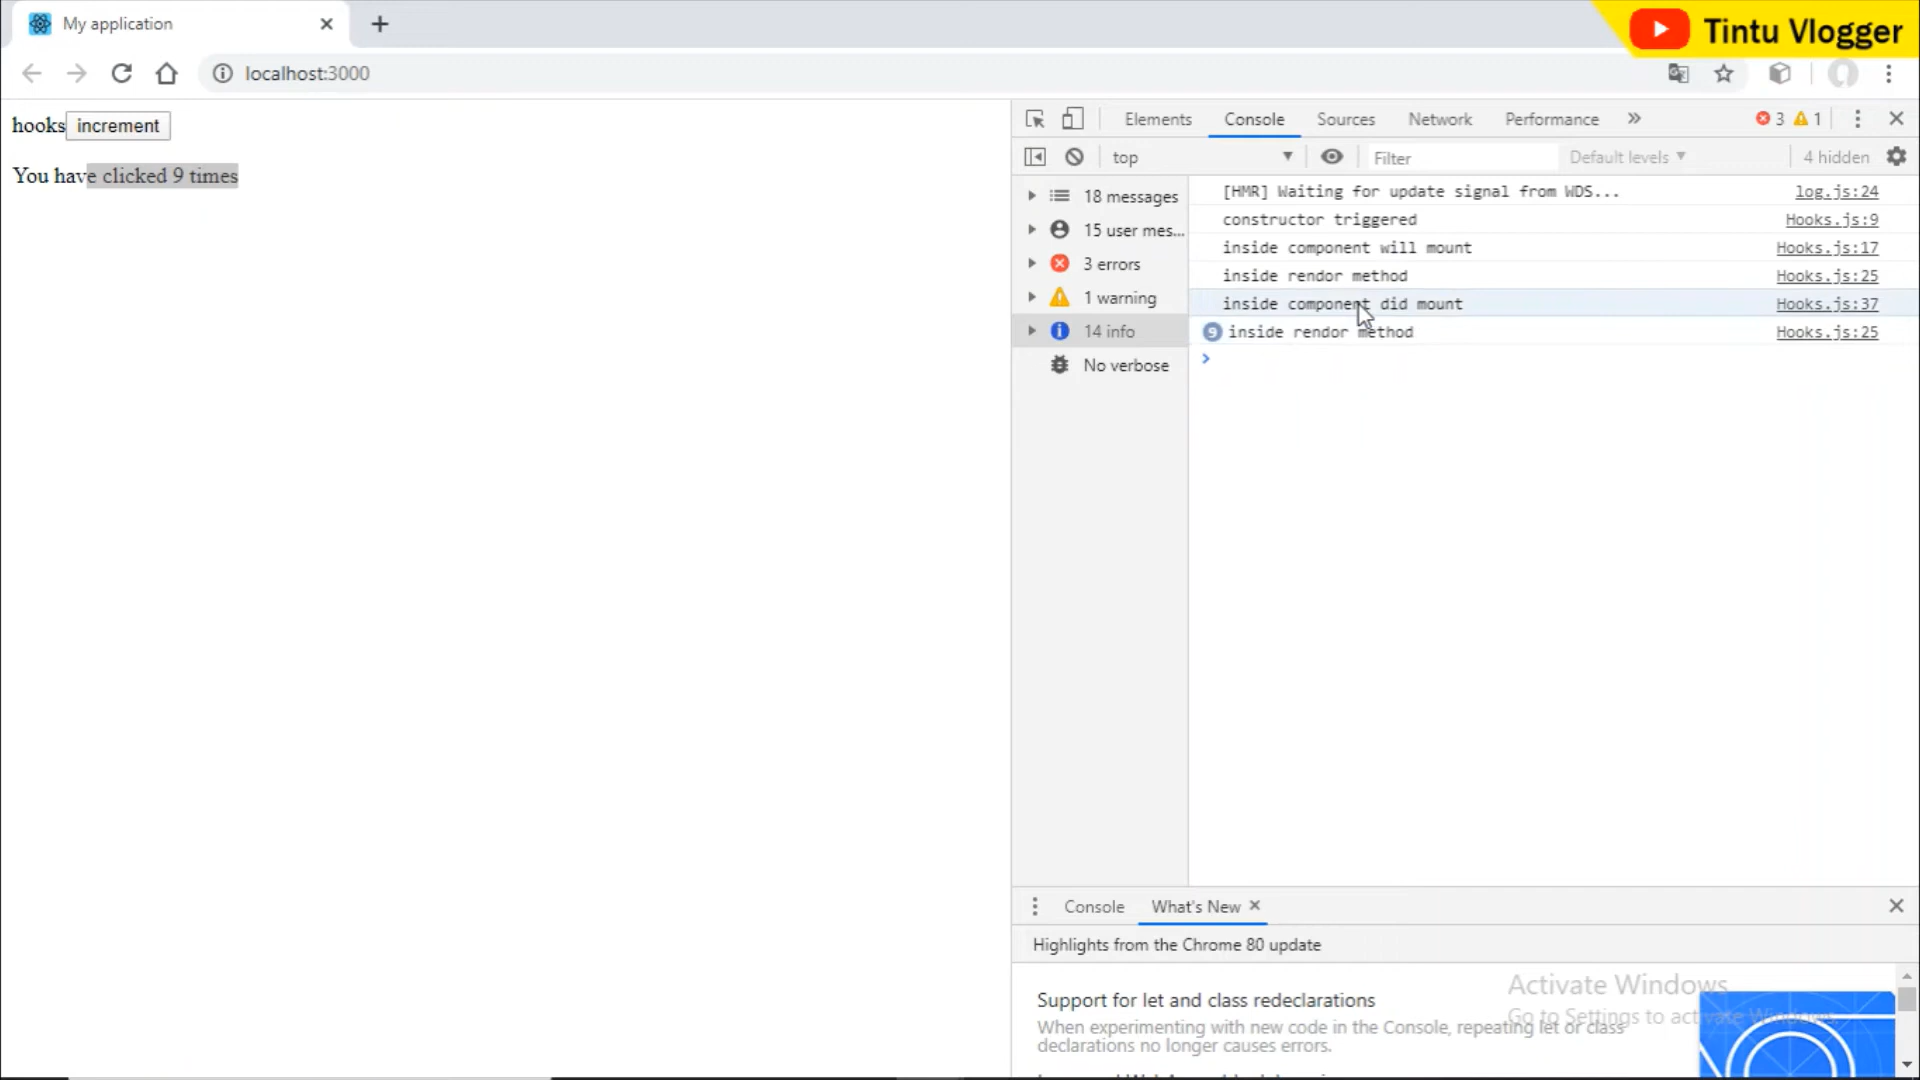 My application
Tintu Vlogger
localhost:3000
hooks increment
You have clicked 9 times
Elements Console Sources Network Performance 3 1
top Filter Default levels 4 hidden
18 messages
15 user mes...
3 errors
1 warning
14 info
No verbose
[HMR] Waiting for update signal from WDS... log.js:24
constructor triggered Hooks.js:9
inside component will mount Hooks.js:17
inside rendor method Hooks.js:25
inside component did mount Hooks.js:37
9 inside rendor method Hooks.js:25
Console What's New
Highlights from the Chrome 80 update
Support for let and class redeclarations
When experimenting with new code in the Console, repeating let or class
declarations no longer causes errors.
Activate Windows
Go to Settings to activate Windows.